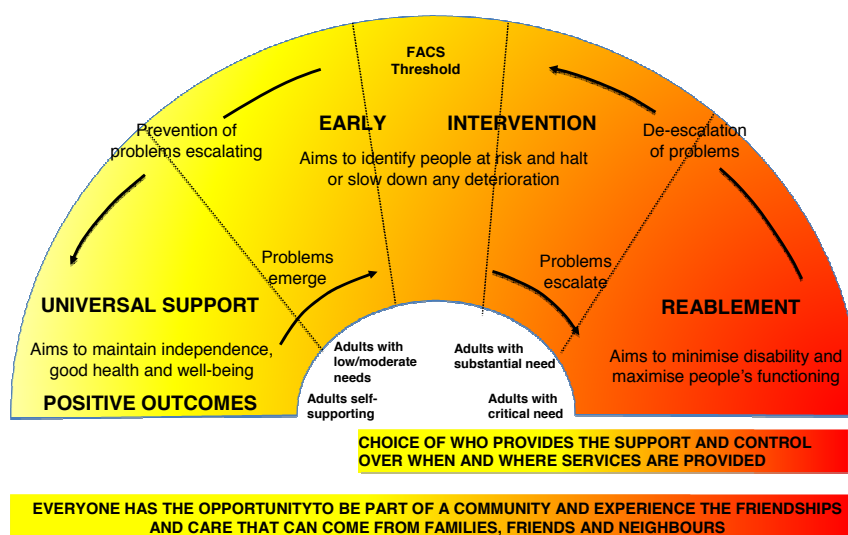 FACS
Threshold
EARLY INTERVENTION
Prevention of
problems escalating
De-escalation
of problems
Aims to identify people at risk and halt
or slow down any deterioration
Problems
emerge
Problems
escalate
UNIVERSAL SUPPORT
REABLEMENT
Aims to maintain independence,
good health and well-being
Adults with
low/moderate
needs
Adults with
substantial need
Aims to minimise disability and
maximise people's functioning
POSITIVE OUTCOMES
Adults self-
supporting
Adults with
critical need
CHOICE OF WHO PROVIDES THE SUPPORT AND CONTROL
OVER WHEN AND WHERE SERVICES ARE PROVIDED
EVERYONE HAS THE OPPORTUNITYTO BE PART OF A COMMUNITY AND EXPERIENCE THE FRIENDSHIPS
AND CARE THAT CAN COME FROM FAMILIES, FRIENDS AND NEIGHBOURS